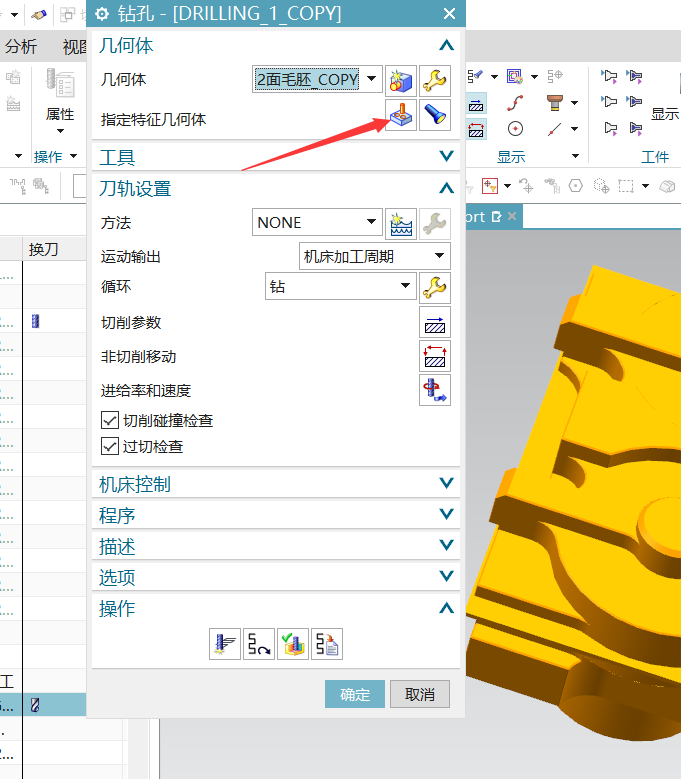 钻孔 - [DRILLING_1_COPY]
分析
视图
属性
操作
显示
显示
工件
换刀
几何体
几何体
2面毛胚_COPY
指定特征几何体
工具
刀轨设置
方法
NONE
运动输出
机床加工周期
循环
钻
切削参数
非切削移动
进给率和速度
切削碰撞检查
过切检查
机床控制
程序
描述
选项
操作
确定
取消
ort
工